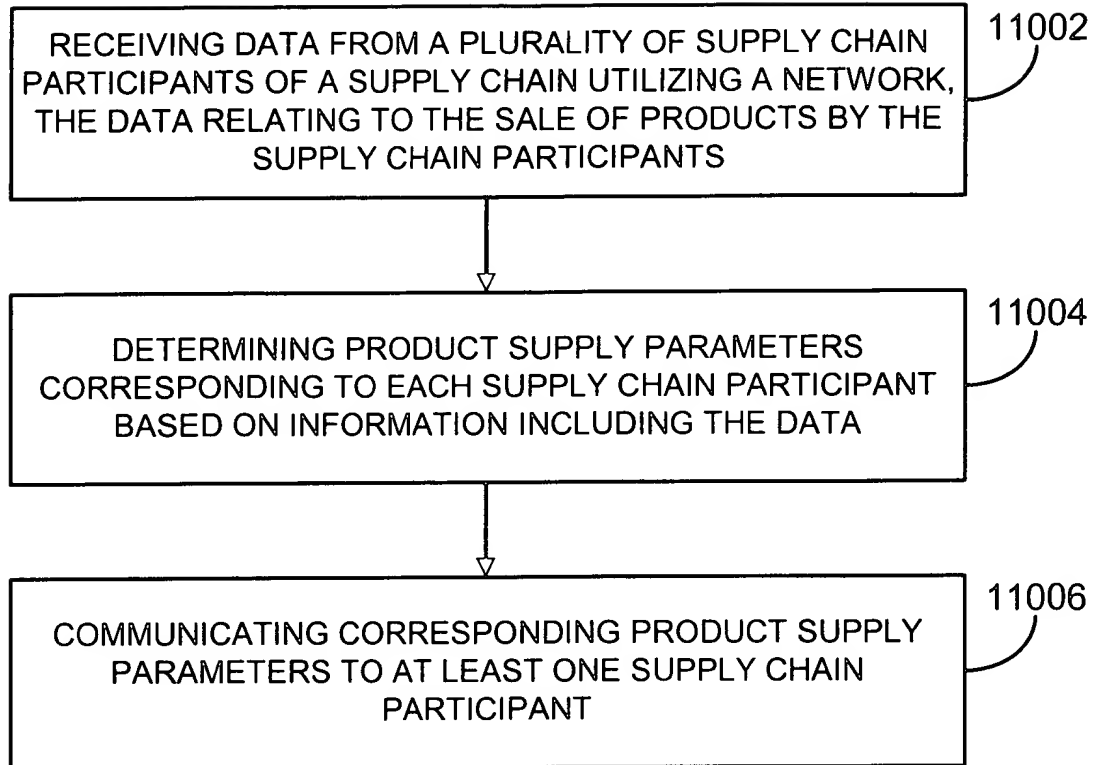 RECEIVING DATA FROM A PLURALITY OF SUPPLY CHAIN
PARTICIPANTS OF A SUPPLY CHAIN UTILIZING A NETWORK,
THE DATA RELATING TO THE SALE OF PRODUCTS BY THE
SUPPLY CHAIN PARTICIPANTS
11002
DETERMINING PRODUCT SUPPLY PARAMETERS
CORRESPONDING TO EACH SUPPLY CHAIN PARTICIPANT
BASED ON INFORMATION INCLUDING THE DATA
11004
COMMUNICATING CORRESPONDING PRODUCT SUPPLY
PARAMETERS TO AT LEAST ONE SUPPLY CHAIN
PARTICIPANT
11006